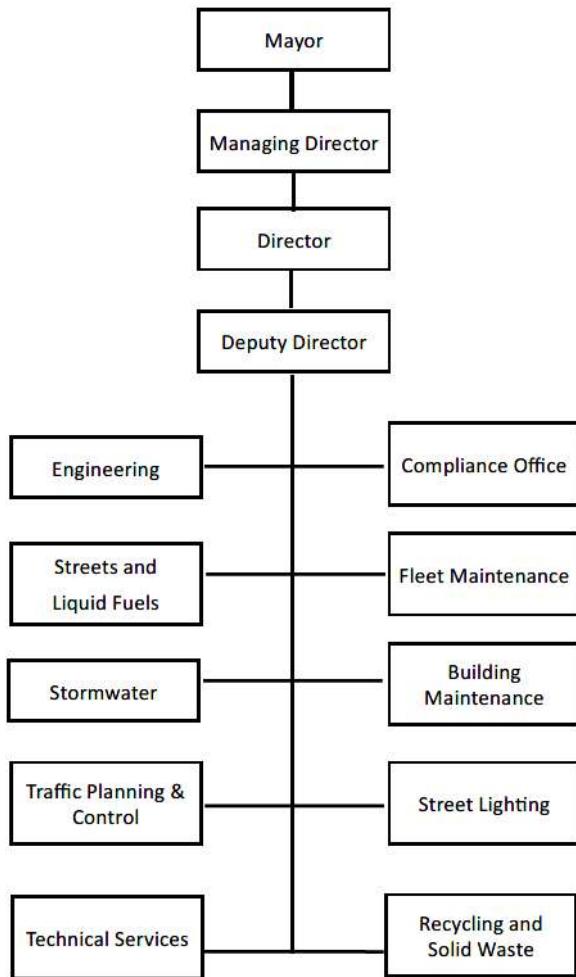 Mayor
Managing Director
Director
Deputy Director
Engineering
Compliance Office
Streets and
Liquid Fuels
Fleet Maintenance
Stormwater
Building
Maintenance
Traffic Planning &
Control
Street Lighting
Technical Services
Recycling and
Solid Waste